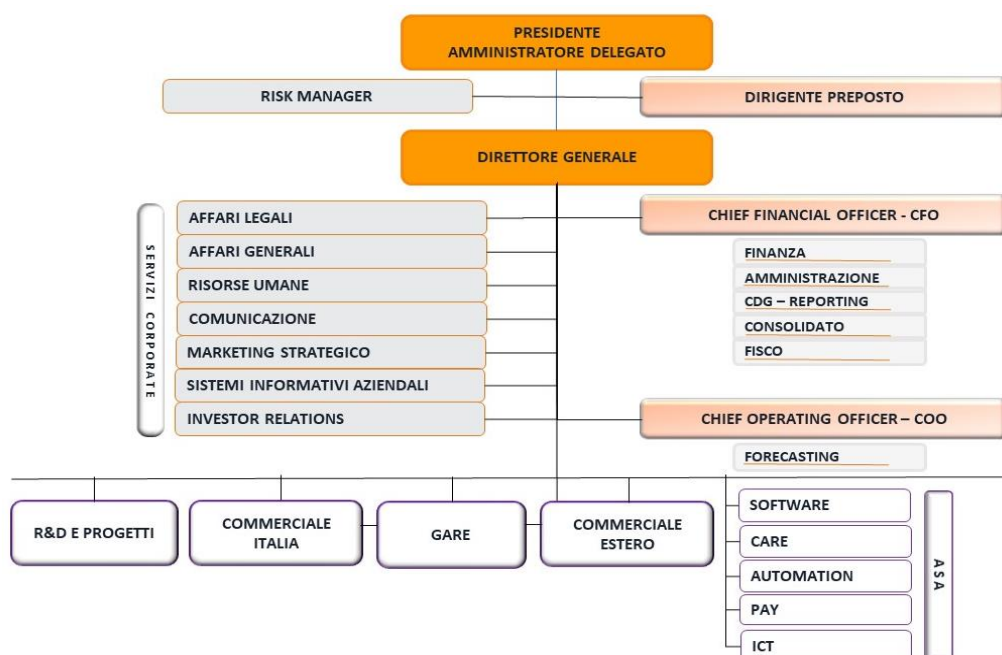 PRESIDENTE
AMMINISTRATORE DELEGATO
RISK MANAGER
DIRIGENTE PREPOSTO
DIRETTORE GENERALE
SERVIZI CORPORATE
AFFARI LEGALI
AFFARI GENERALI
RISORSE UMANE
COMUNICAZIONE
MARKETING STRATEGICO
SISTEMI INFORMATIVI AZIENDALI
INVESTOR RELATIONS
CHIEF FINANCIAL OFFICER - CFO
FINANZA
AMMINISTRAZIONE
CDG – REPORTING
CONSOLIDATO
FISCO
CHIEF OPERATING OFFICER – COO
FORECASTING
R&D E PROGETTI
COMMERCIALE
ITALIA
GARE
COMMERCIALE
ESTERO
SOFTWARE
CARE
AUTOMATION
PAY
ICT
ASA